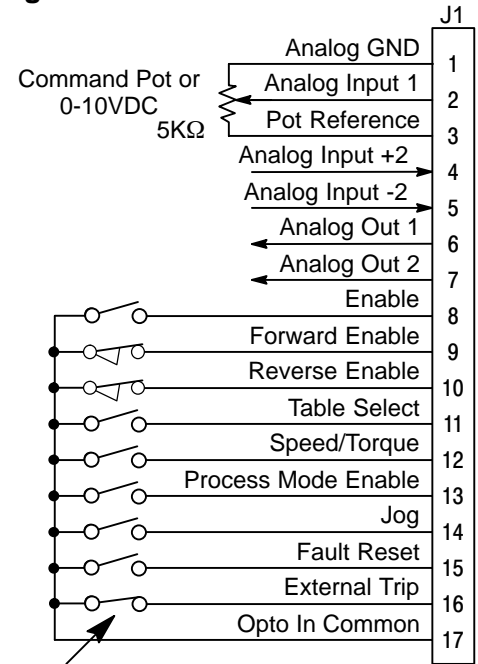 g
J1
Analog GND 1
Command Pot or
0-10VDC
5KΩ
Analog Input 1 2
Pot Reference 3
Analog Input +2 4
Analog Input -2 5
Analog Out 1 6
Analog Out 2 7
Enable 8
Forward Enable 9
Reverse Enable 10
Table Select 11
Speed/Torque 12
Process Mode Enable 13
Jog 14
Fault Reset 15
External Trip 16
Opto In Common 17